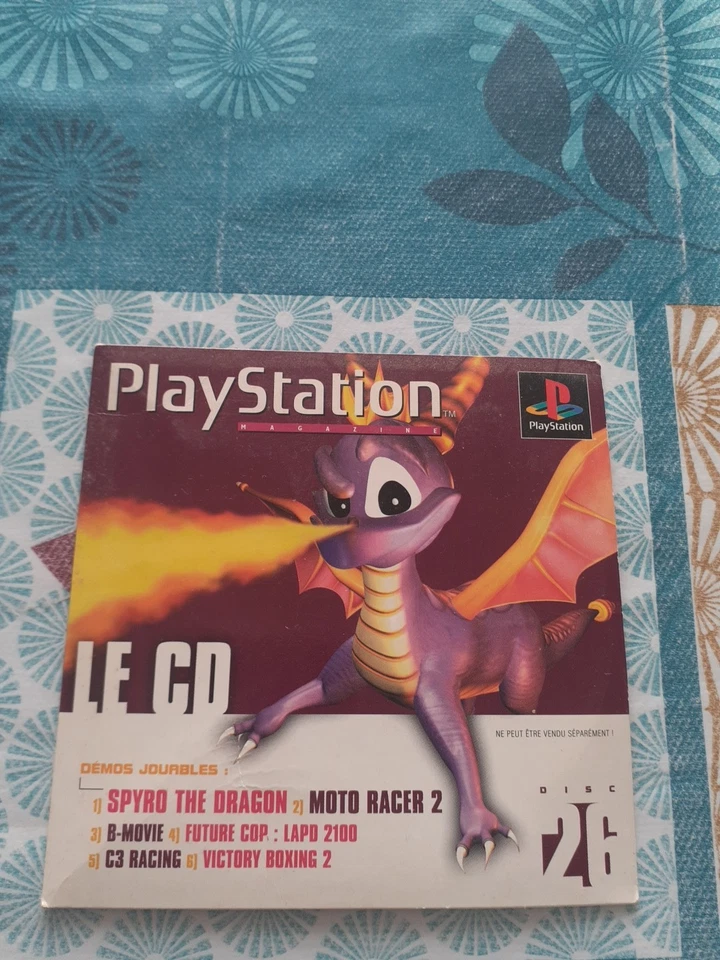 PlayStation™
MAGAZINE
PlayStation
LE CD
NE PEUT ÊTRE VENDU SÉPARÉMENT !
DÉMOS JOUABLES :
1] SPYRO THE DRAGON 2] MOTO RACER 2
3] B-MOVIE 4] FUTURE COP : LAPD 2100
5] C3 RACING 6] VICTORY BOXING 2
DISC
26